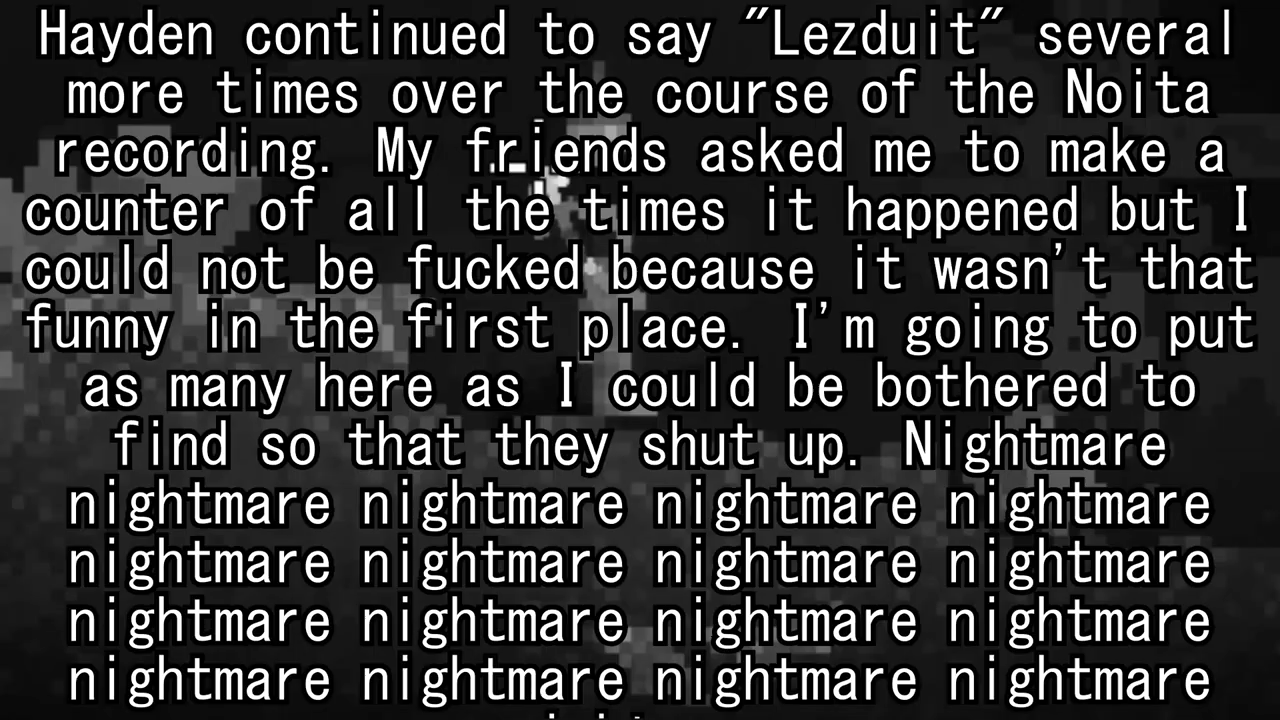 Hayden continued to say "Lezduit" several
more times over the course of the Noita
recording. My friends asked me to make a
counter of all the times it happened but I
could not be fucked because it wasn't that
funny in the first place. I'm going to put
as many here as I could be bothered to
find so that they shut up. Nightmare
nightmare nightmare nightmare nightmare
nightmare nightmare nightmare nightmare
nightmare nightmare nightmare nightmare
nightmare nightmare nightmare nightmare